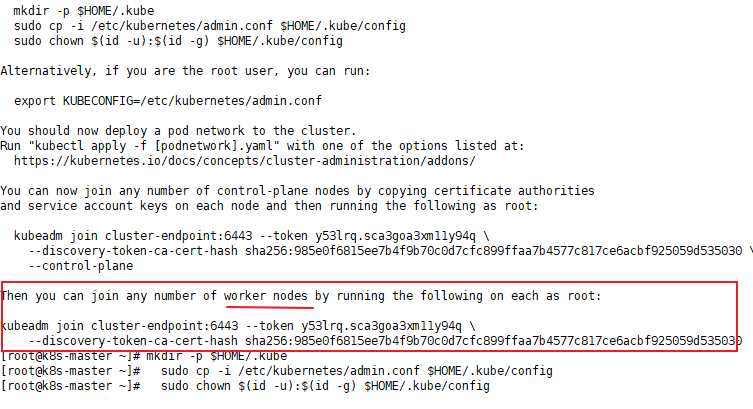 mkdir -p $HOME/.kube
sudo cp -i /etc/kubernetes/admin.conf $HOME/.kube/config
sudo chown $(id -u):$(id -g) $HOME/.kube/config
Alternatively, if you are the root user, you can run:
export KUBECONFIG=/etc/kubernetes/admin.conf
You should now deploy a pod network to the cluster.
Run "kubectl apply -f [podnetwork].yaml" with one of the options listed at:
https://kubernetes.io/docs/concepts/cluster-administration/addons/
You can now join any number of control-plane nodes by copying certificate authorities
and service account keys on each node and then running the following as root:
kubeadm join cluster-endpoint:6443 --token y53lrq.sca3goa3xm11y94q \
--discovery-token-ca-cert-hash sha256:985e0f6815ee7b4f9b70c0d7cfc899ffaa7b4577c817ce6acbf925059d535030 \
--control-plane
Then you can join any number of worker nodes by running the following on each as root:
kubeadm join cluster-endpoint:6443 --token y53lrq.sca3goa3xm11y94q \
--discovery-token-ca-cert-hash sha256:985e0f6815ee7b4f9b70c0d7cfc899ffaa7b4577c817ce6acbf925059d535030
[root@k8s-master ~]# mkdir -p $HOME/.kube
[root@k8s-master ~]#   sudo cp -i /etc/kubernetes/admin.conf $HOME/.kube/config
[root@k8s-master ~]#   sudo chown $(id -u):$(id -g) $HOME/.kube/config